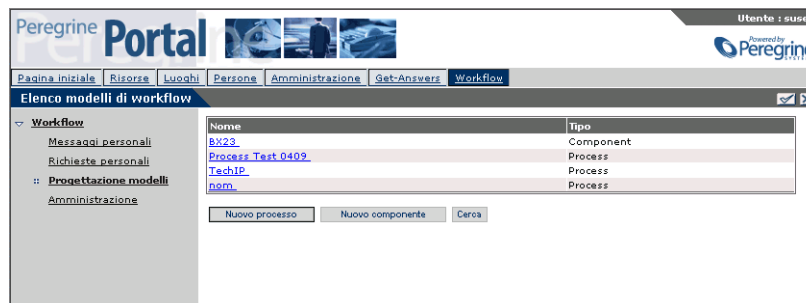 Peregrine Portal
Utente : suse
Powered by
Peregrine
Pagina iniziale Risorse Luoghi Persone Amministrazione Get-Answers Workflow
Elenco modelli di workflow
Workflow
Messaggi personali
Richieste personali
Progettazione modelli
Amministrazione
Nome Tipo
BX23 Component
Process Test 0409 Process
TechIP Process
nom Process
Nuovo processo Nuovo componente Cerca